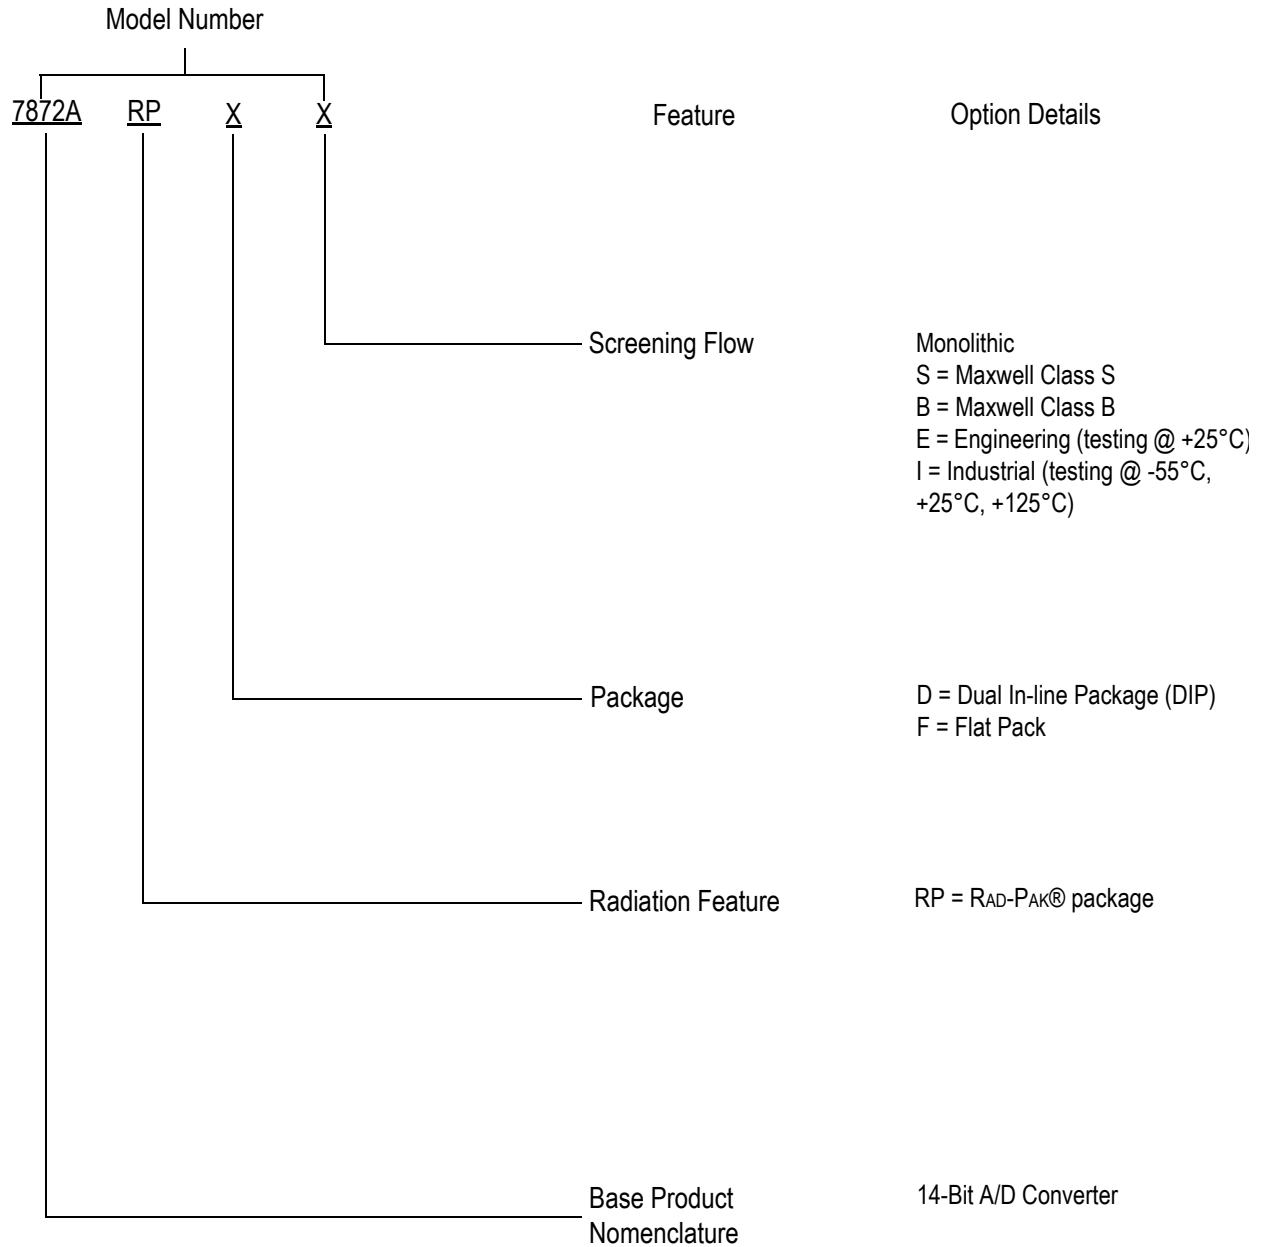 Model Number
7872A RP X X Feature Option Details
Screening Flow Monolithic
S = Maxwell Class S
B = Maxwell Class B
E = Engineering (testing @ +25°C)
I = Industrial (testing @ -55°C,
+25°C, +125°C)
Package D = Dual In-line Package (DIP)
F = Flat Pack
Radiation Feature RP = RAD-PAK® package
Base Product 14-Bit A/D Converter
Nomenclature